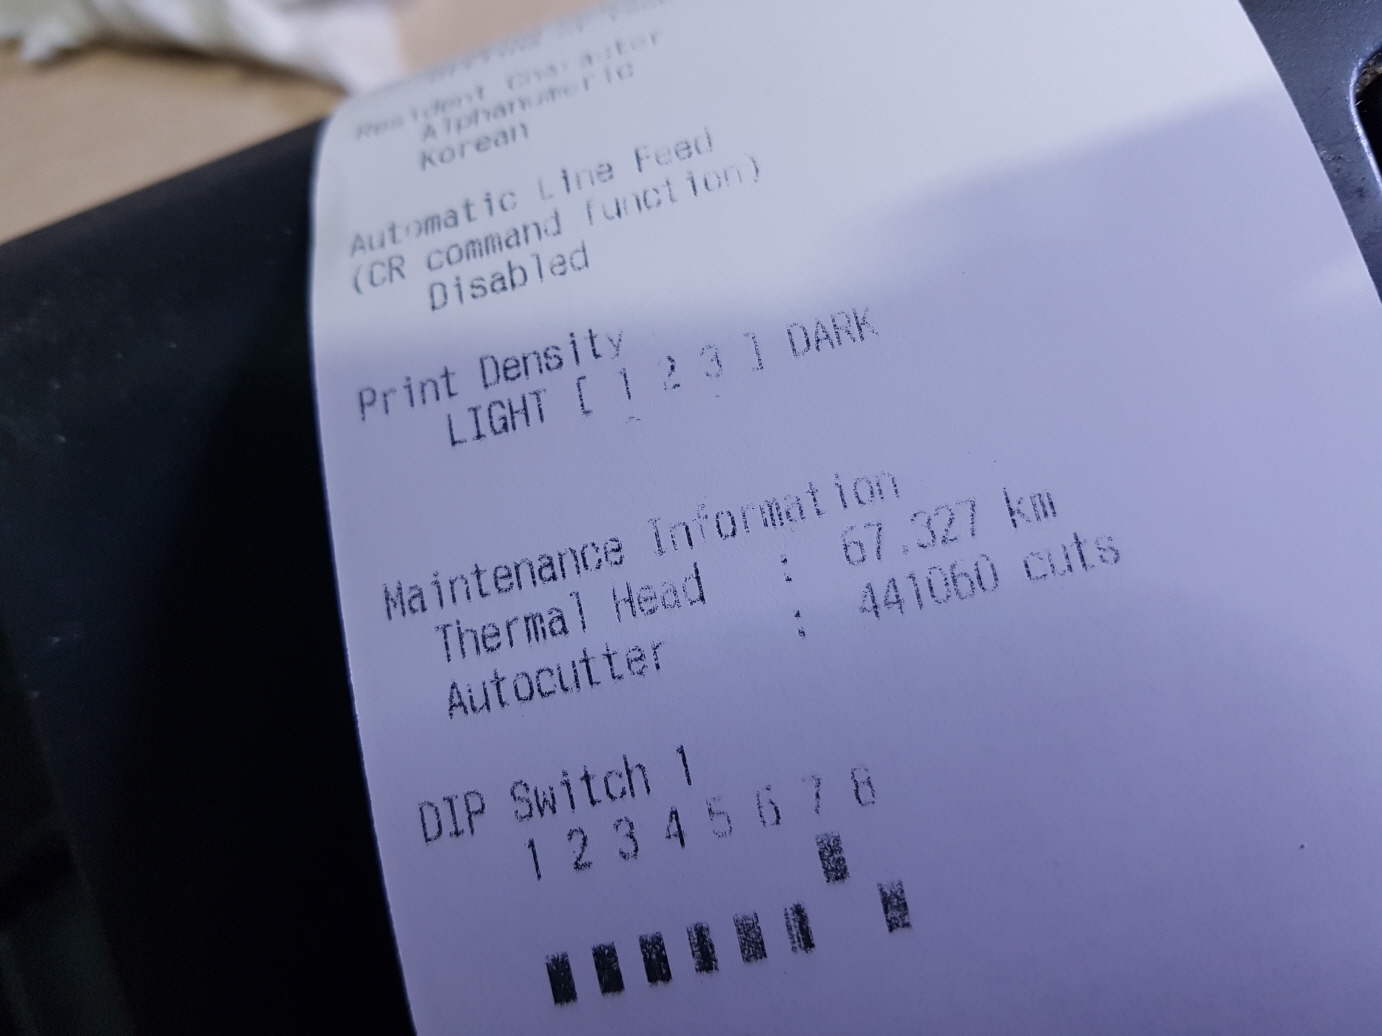 Resident Character
Alphanumeric
Korean
Automatic Line Feed
(CR command function)
Disabled
Print Density
LIGHT [ 1 2 3 ] DARK
Maintenance Information
Thermal Head : 67.327 km
Autocutter : 441060 cuts
DIP Switch 1
1 2 3 4 5 6 7 8